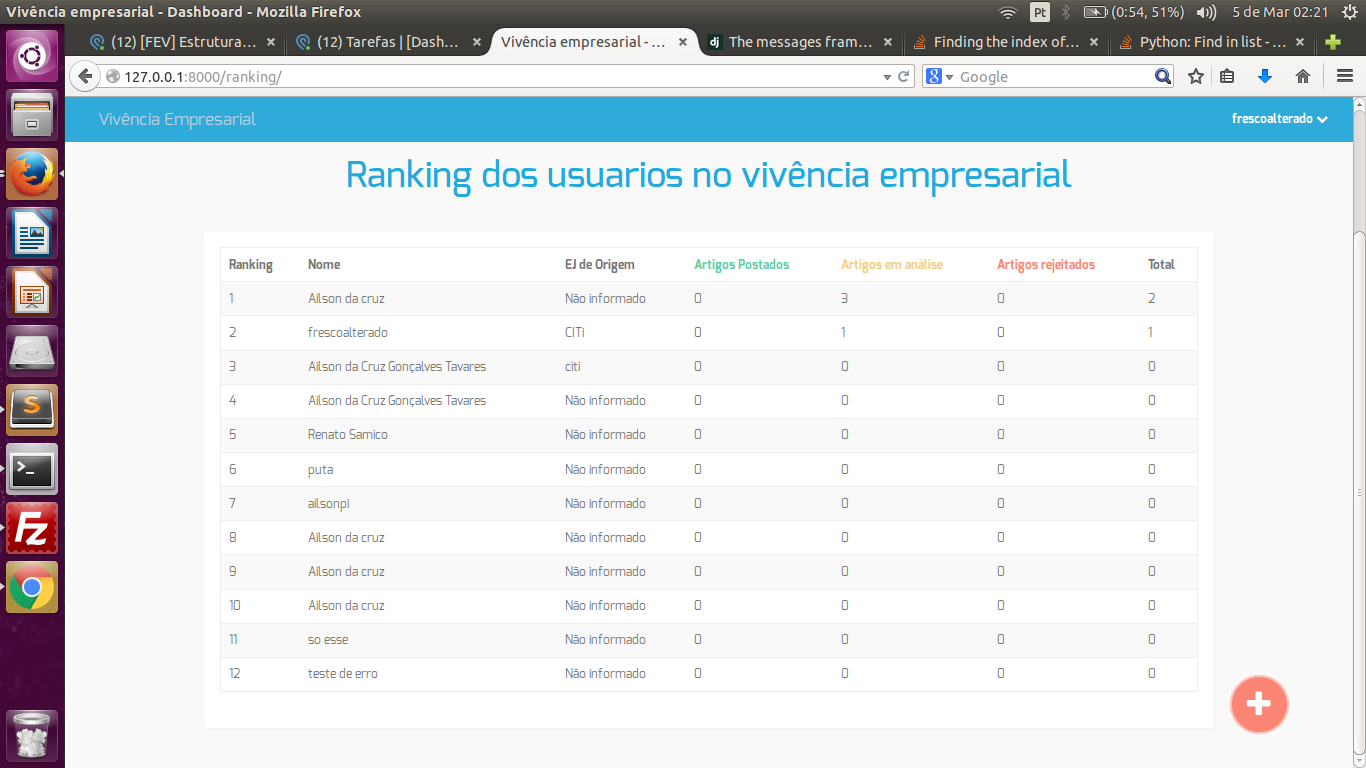 Vivência empresarial - Dashboard - Mozilla Firefox
Pt
(0:54, 51%)
5 de Mar 02:21
(12) [FEV] Estrutura...
(12) Tarefas | [Dash...
Vivência empresarial - ...
dj
The messages fram...
Finding the index of...
Python: Find in list - ...
127.0.0.1:8000/ranking/
8
Google
Vivência Empresarial
frescoalterado
Ranking dos usuarios no vivência empresarial
Ranking Nome EJ de Origem Artigos Postados Artigos em análise Artigos rejeitados Total
1 Ailson da cruz Não informado 0 3 0 2
2 frescoalterado CITi 0 1 0 1
3 Ailson da Cruz Gonçalves Tavares citi 0 0 0 0
4 Ailson da Cruz Gonçalves Tavares Não informado 0 0 0 0
5 Renato Samico Não informado 0 0 0 0
6 puta Não informado 0 0 0 0
7 ailsonpi Não informado 0 0 0 0
8 Ailson da cruz Não informado 0 0 0 0
9 Ailson da cruz Não informado 0 0 0 0
10 Ailson da cruz Não informado 0 0 0 0
11 so esse Não informado 0 0 0 0
12 teste de erro Não informado 0 0 0 0
S
>_
Fz